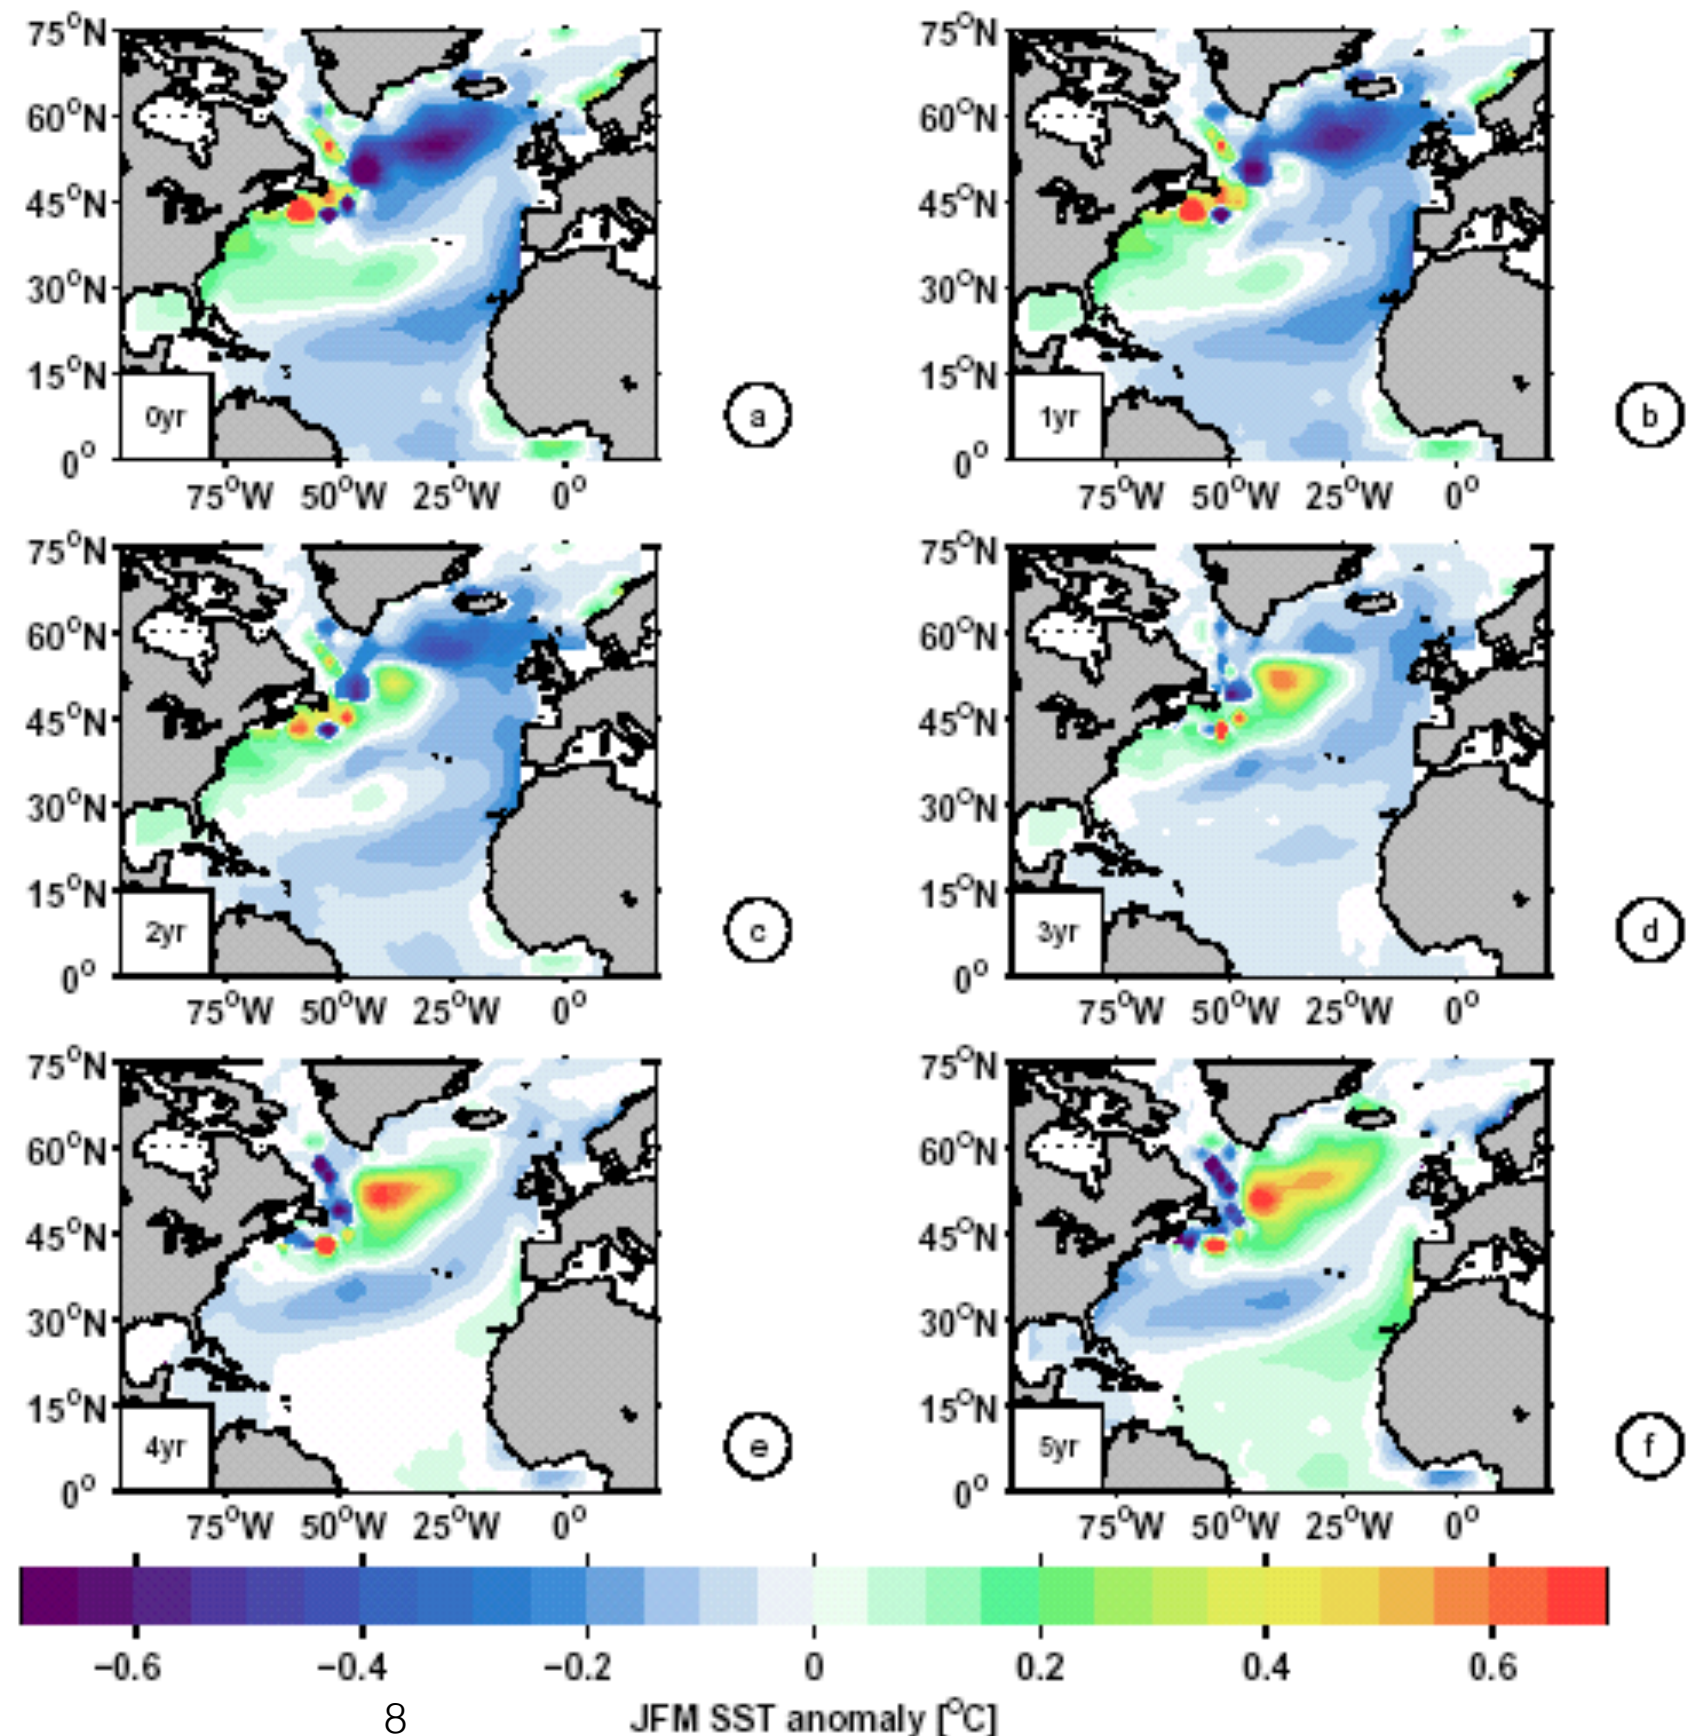 75°N 75°N
60°N 60°N
45°N 45°N
30°N 30°N
15°N 15°N
0yr a 1yr b
0° 0°
75°W 50°W 25°W 0° 75°W 50°W 25°W 0°
75°N 75°N
60°N 60°N
45°N 45°N
30°N 30°N
15°N 15°N
2yr c 3yr d
0° 0°
75°W 50°W 25°W 0° 75°W 50°W 25°W 0°
75°N 75°N
60°N 60°N
45°N 45°N
30°N 30°N
15°N 15°N
4yr e 5yr f
0° 0°
75°W 50°W 25°W 0° 75°W 50°W 25°W 0°
−0.6 −0.4 −0.2 0 0.2 0.4 0.6
8 JFM SST anomaly [°C]